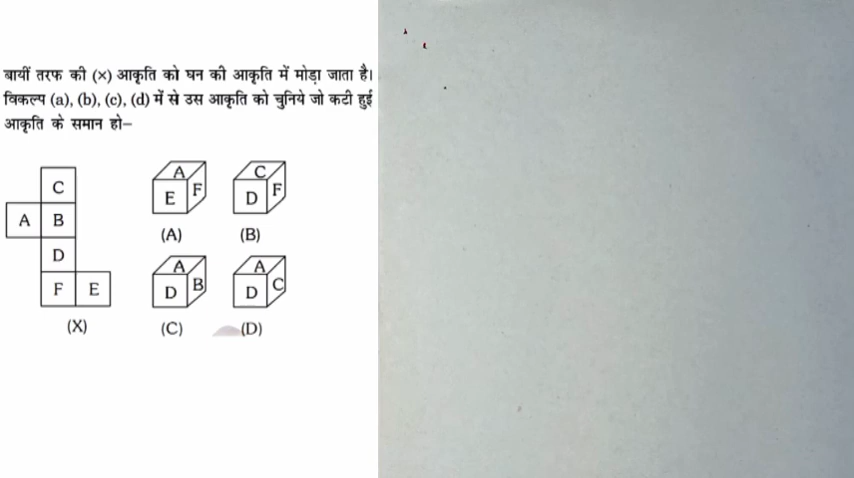 बायीं तरफ की (×) आकृति को घन की आकृति में मोड़ा जाता है।
विकल्प (a), (b), (c), (d) में से उस आकृति को चुनिये जो कटी हुई
आकृति के समान हो–
C
A B
D
F E
(X)
A
E F
(A)
C
D F
(B)
A
D B
(C)
A
D C
(D)